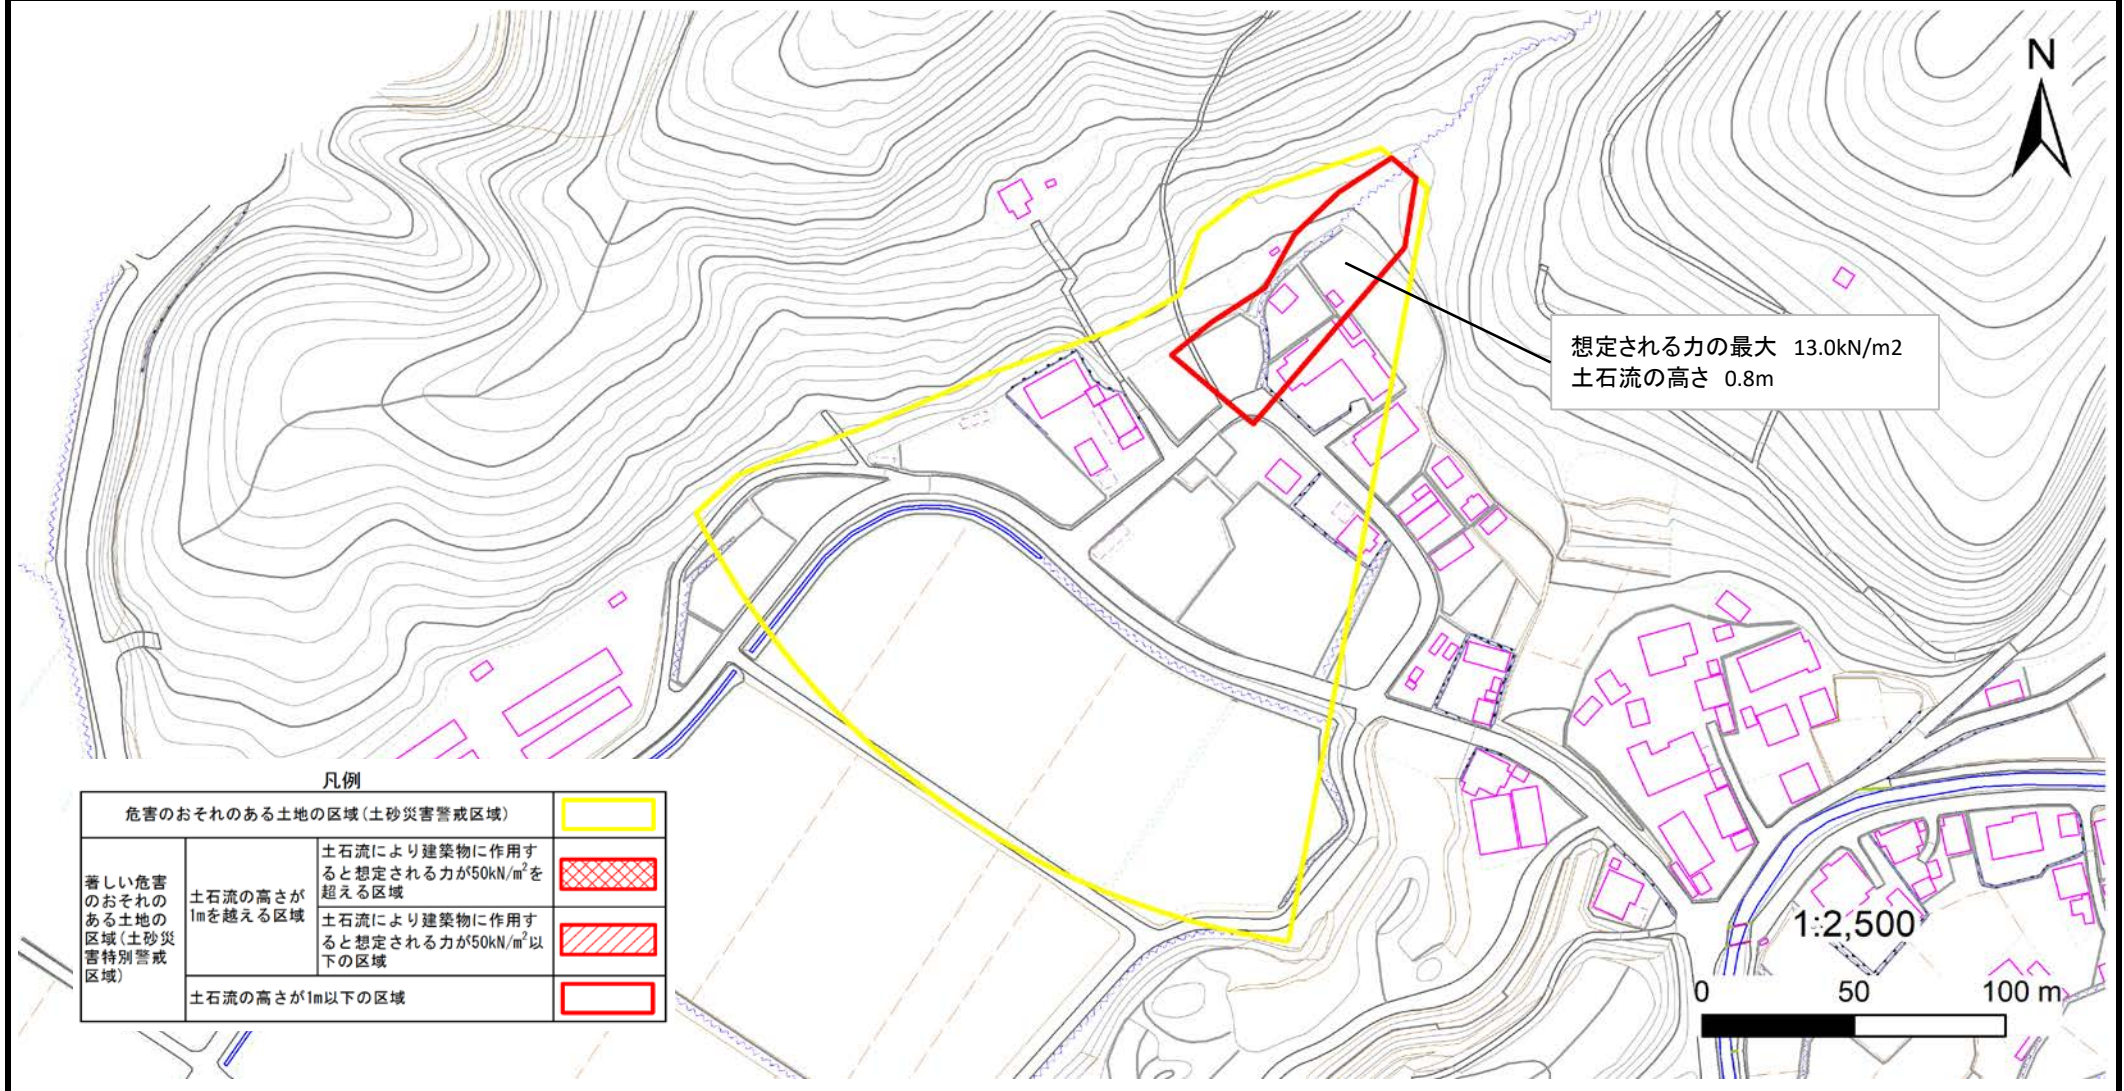 N
想定される力の最大 13.0kN/m2
土石流の高さ 0.8m
凡例
危害のおそれのある土地の区域(土砂災害警戒区域)
著しい危害
のおそれの
ある土地の
区域(土砂災
害特別警戒
区域)
土石流の高さが
1mを越える区域
土石流により建築物に作用す
ると想定される力が50kN/m²を
超える区域
土石流により建築物に作用す
ると想定される力が50kN/m²以
下の区域
土石流の高さが1m以下の区域
1:2,500
0 50 100 m